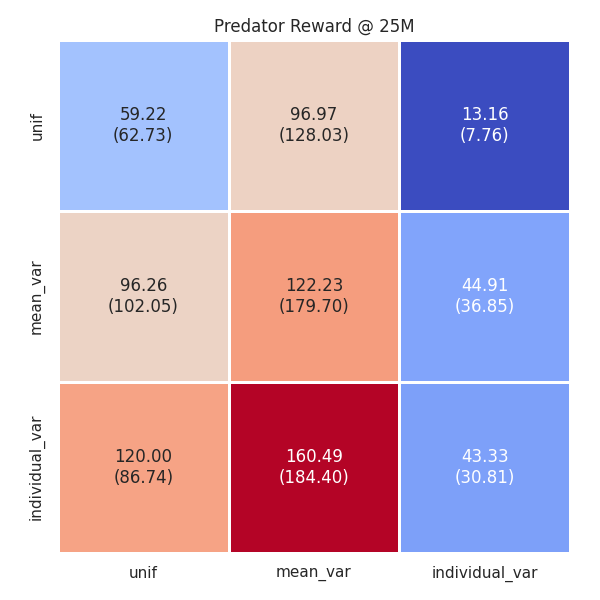 Predator Reward @ 25M
unif
59.22
(62.73)
96.97
(128.03)
13.16
(7.76)
mean_var
96.26
(102.05)
122.23
(179.70)
44.91
(36.85)
individual_var
120.00
(86.74)
160.49
(184.40)
43.33
(30.81)
unif
mean_var
individual_var